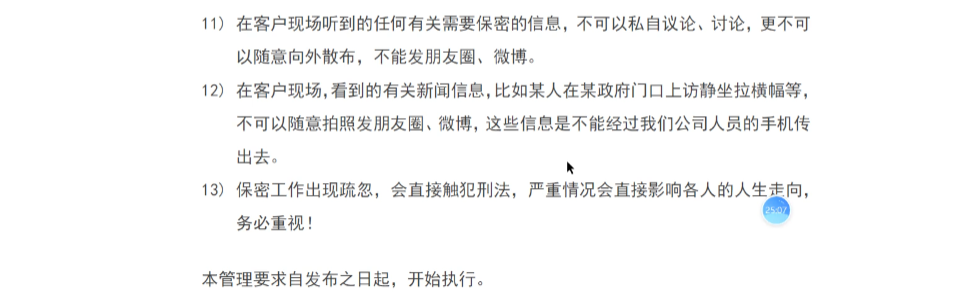 11) 在客户现场听到的任何有关需要保密的信息，不可以私自议论、讨论，更不可
以随意向外散布，不能发朋友圈、微博。
12) 在客户现场，看到的有关新闻信息，比如某人在某政府门口上访静坐拉横幅等，
不可以随意拍照发朋友圈、微博，这些信息是不能经过我们公司人员的手机传
出去。
13) 保密工作出现疏忽，会直接触犯刑法，严重情况会直接影响各人的人生走向，
务必重视！
25:07
本管理要求自发布之日起，开始执行。